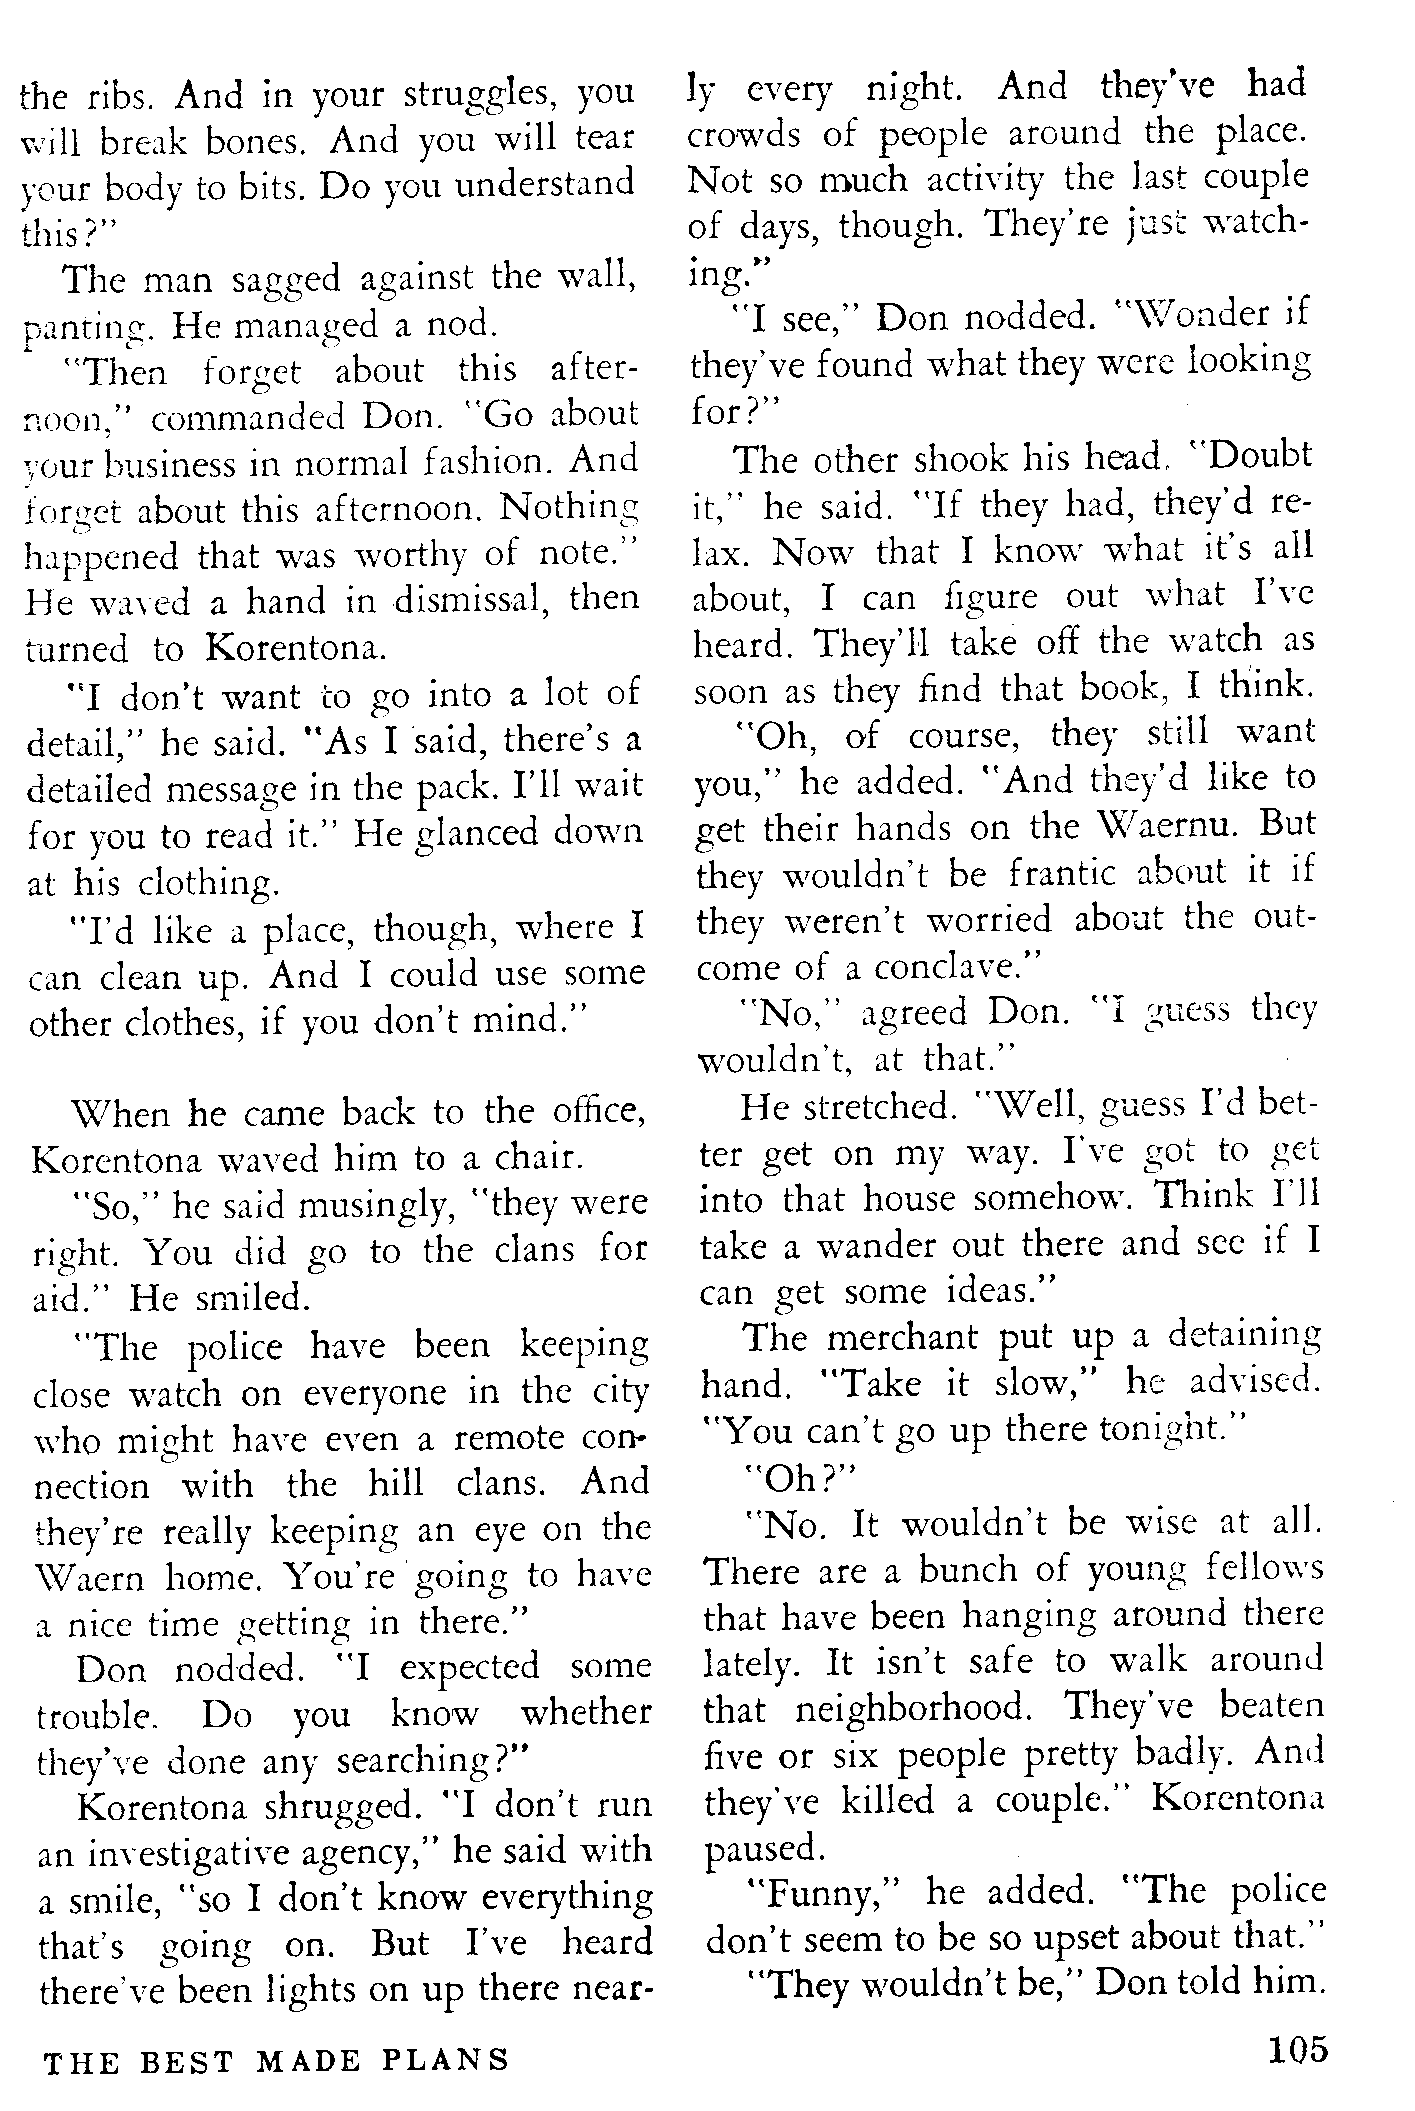 the ribs. And in your struggles, you
will break bones. And you will tear
your body to bits. Do you understand
this?"
The man sagged against the wall,
panting. He managed a nod.
"Then forget about this after-
noon," commanded Don. "Go about
your business in normal fashion. And
forget about this afternoon. Nothing
happened that was worthy of note."
He waved a hand in dismissal, then
turned to Korentona.
"I don't want to go into a lot of
detail," he said. "As I said, there's a
detailed message in the pack. I'll wait
for you to read it." He glanced down
at his clothing.
"I'd like a place, though, where I
can clean up. And I could use some
other clothes, if you don't mind."
When he came back to the office,
Korentona waved him to a chair.
"So," he said musingly, "they were
right. You did go to the clans for
aid." He smiled.
"The police have been keeping
close watch on everyone in the city
who might have even a remote con-
nection with the hill clans. And
they're really keeping an eye on the
Waern home. You're going to have
a nice time getting in there."
Don nodded. "I expected some
trouble. Do you know whether
they've done any searching?"
Korentona shrugged. "I don't run
an investigative agency," he said with
a smile, "so I don't know everything
that's going on. But I've heard
there've been lights on up there near-
ly every night. And they've had
crowds of people around the place.
Not so much activity the last couple
of days, though. They're just watch-
ing."
"I see," Don nodded. "Wonder if
they've found what they were looking
for?"
The other shook his head. "Doubt
it," he said. "If they had, they'd re-
lax. Now that I know what it's all
about, I can figure out what I've
heard. They'll take off the watch as
soon as they find that book, I think.
"Oh, of course, they still want
you," he added. "And they'd like to
get their hands on the Waernu. But
they wouldn't be frantic about it if
they weren't worried about the out-
come of a conclave."
"No," agreed Don. "I guess they
wouldn't, at that."
He stretched. "Well, guess I'd bet-
ter get on my way. I've got to get
into that house somehow. Think I'll
take a wander out there and see if I
can get some ideas."
The merchant put up a detaining
hand. "Take it slow," he advised.
"You can't go up there tonight."
"Oh?"
"No. It wouldn't be wise at all.
There are a bunch of young fellows
that have been hanging around there
lately. It isn't safe to walk around
that neighborhood. They've beaten
five or six people pretty badly. And
they've killed a couple." Korentona
paused.
"Funny," he added. "The police
don't seem to be so upset about that."
"They wouldn't be," Don told him.
THE BEST MADE PLANS
105